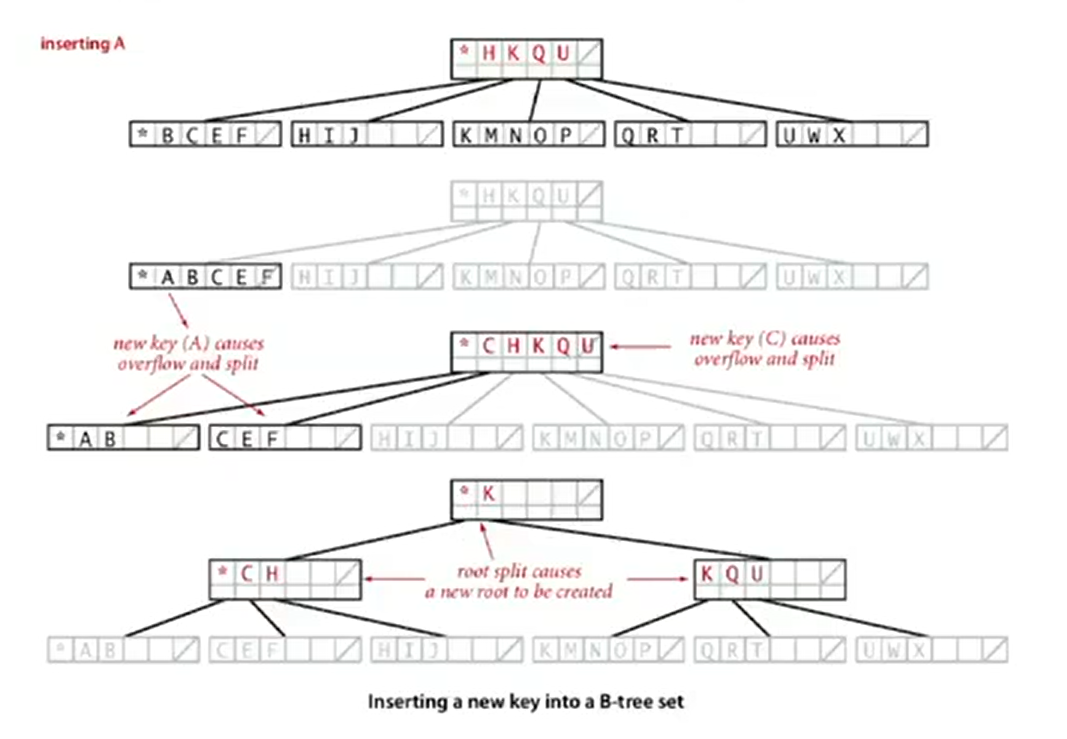 inserting A
* H K Q U
* B C E F
H I J
K M N O P
Q R T
U W X
* H K Q U
* A B C E F
H I J
K M N O P
Q R T
U W X
new key (A) causes
overflow and split
* C H K Q U
new key (C) causes
overflow and split
* A B
C E F
H I J
K M N O P
Q R T
U W X
* K
* C H
root split causes
a new root to be created
K Q U
* A B
C E F
H I J
K M N O P
Q R T
U W X
Inserting a new key into a B-tree set